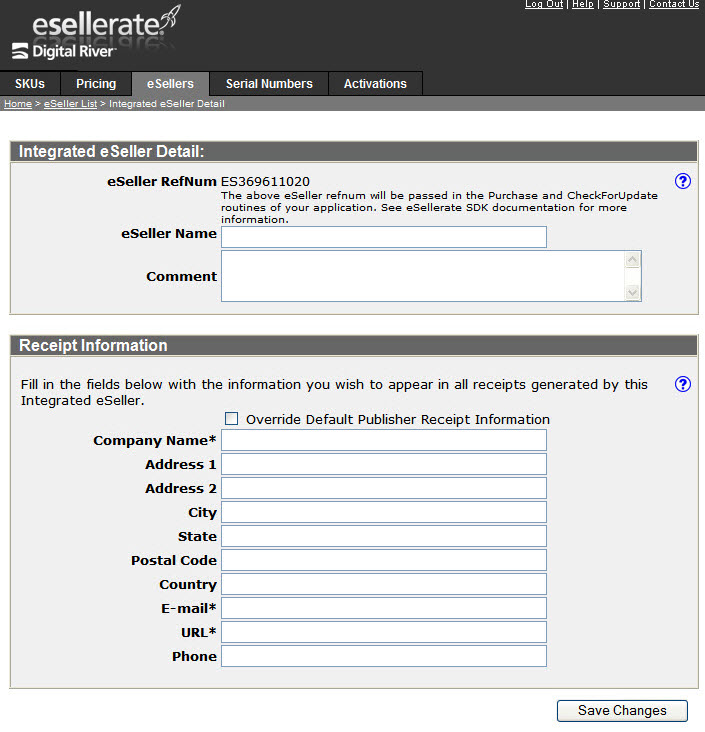 Log Out | Help | Support | Contact Us
esellerate.
Digital River
SKUs Pricing eSellers Serial Numbers Activations
Home > eSeller List > Integrated eSeller Detail
Integrated eSeller Detail:
eSeller RefNum ES369611020
The above eSeller refnum will be passed in the Purchase and CheckForUpdate
routines of your application. See eSellerate SDK documentation for more
information.
eSeller Name
Comment
Receipt Information
Fill in the fields below with the information you wish to appear in all receipts generated by this
Integrated eSeller.
Override Default Publisher Receipt Information
Company Name*
Address 1
Address 2
City
State
Postal Code
Country
E-mail*
URL*
Phone
Save Changes